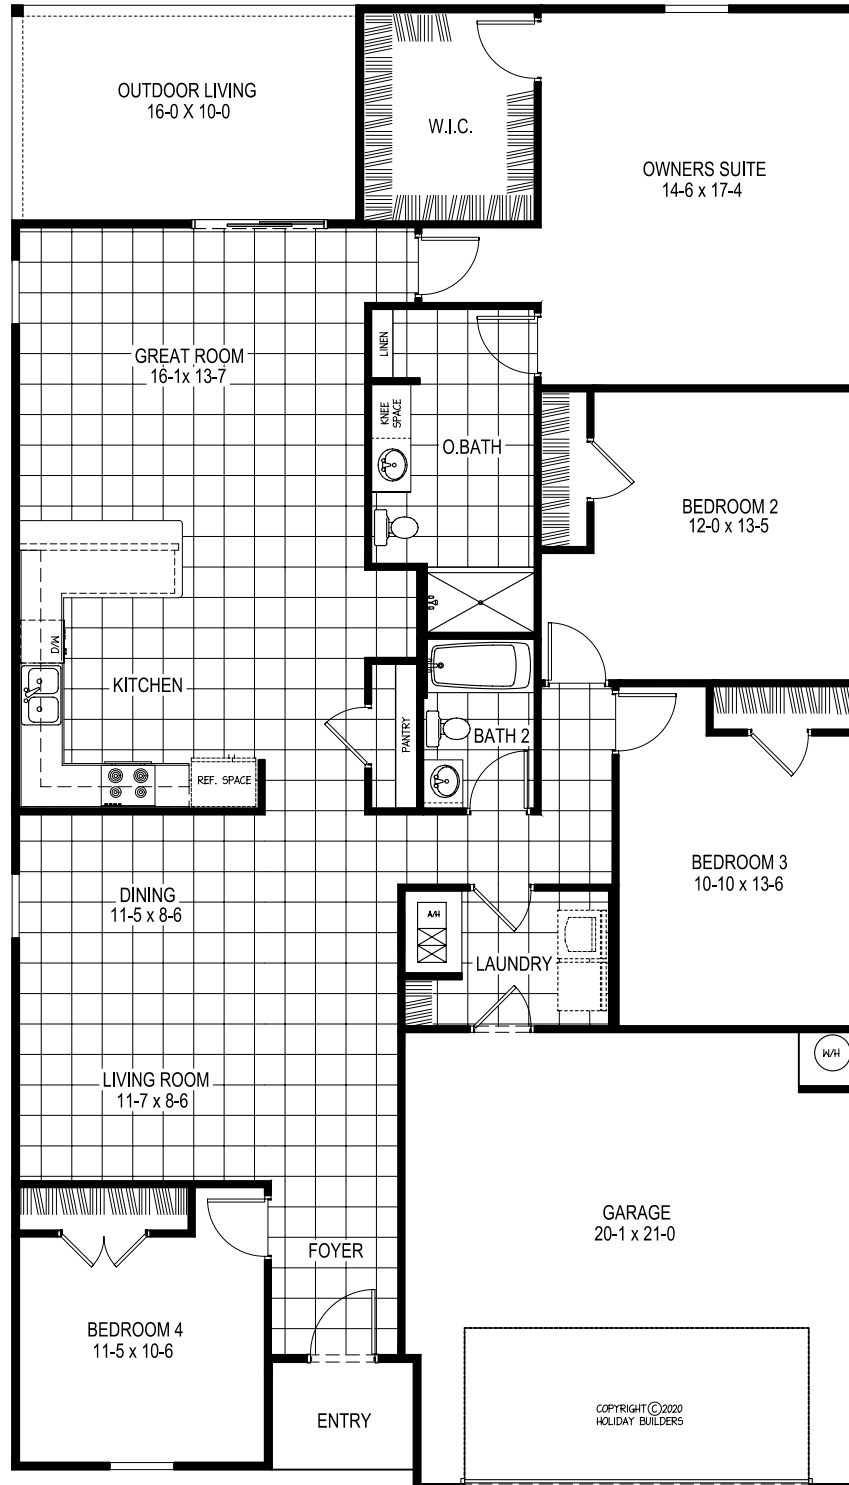 OUTDOOR LIVING
16-0 X 10-0
W.I.C.
OWNERS SUITE
14-6 x 17-4
GREAT ROOM
16-1x 13-7
LINEN
KNEE
SPACE
O.BATH
BEDROOM 2
12-0 x 13-5
D/W
KITCHEN
PANTRY
BATH 2
REF. SPACE
BEDROOM 3
10-10 x 13-6
DINING
11-5 x 8-6
A/H
LAUNDRY
W/H
LIVING ROOM
11-7 x 8-6
GARAGE
20-1 x 21-0
FOYER
BEDROOM 4
11-5 x 10-6
ENTRY
COPYRIGHT Ⓒ 2020
HOLIDAY BUILDERS